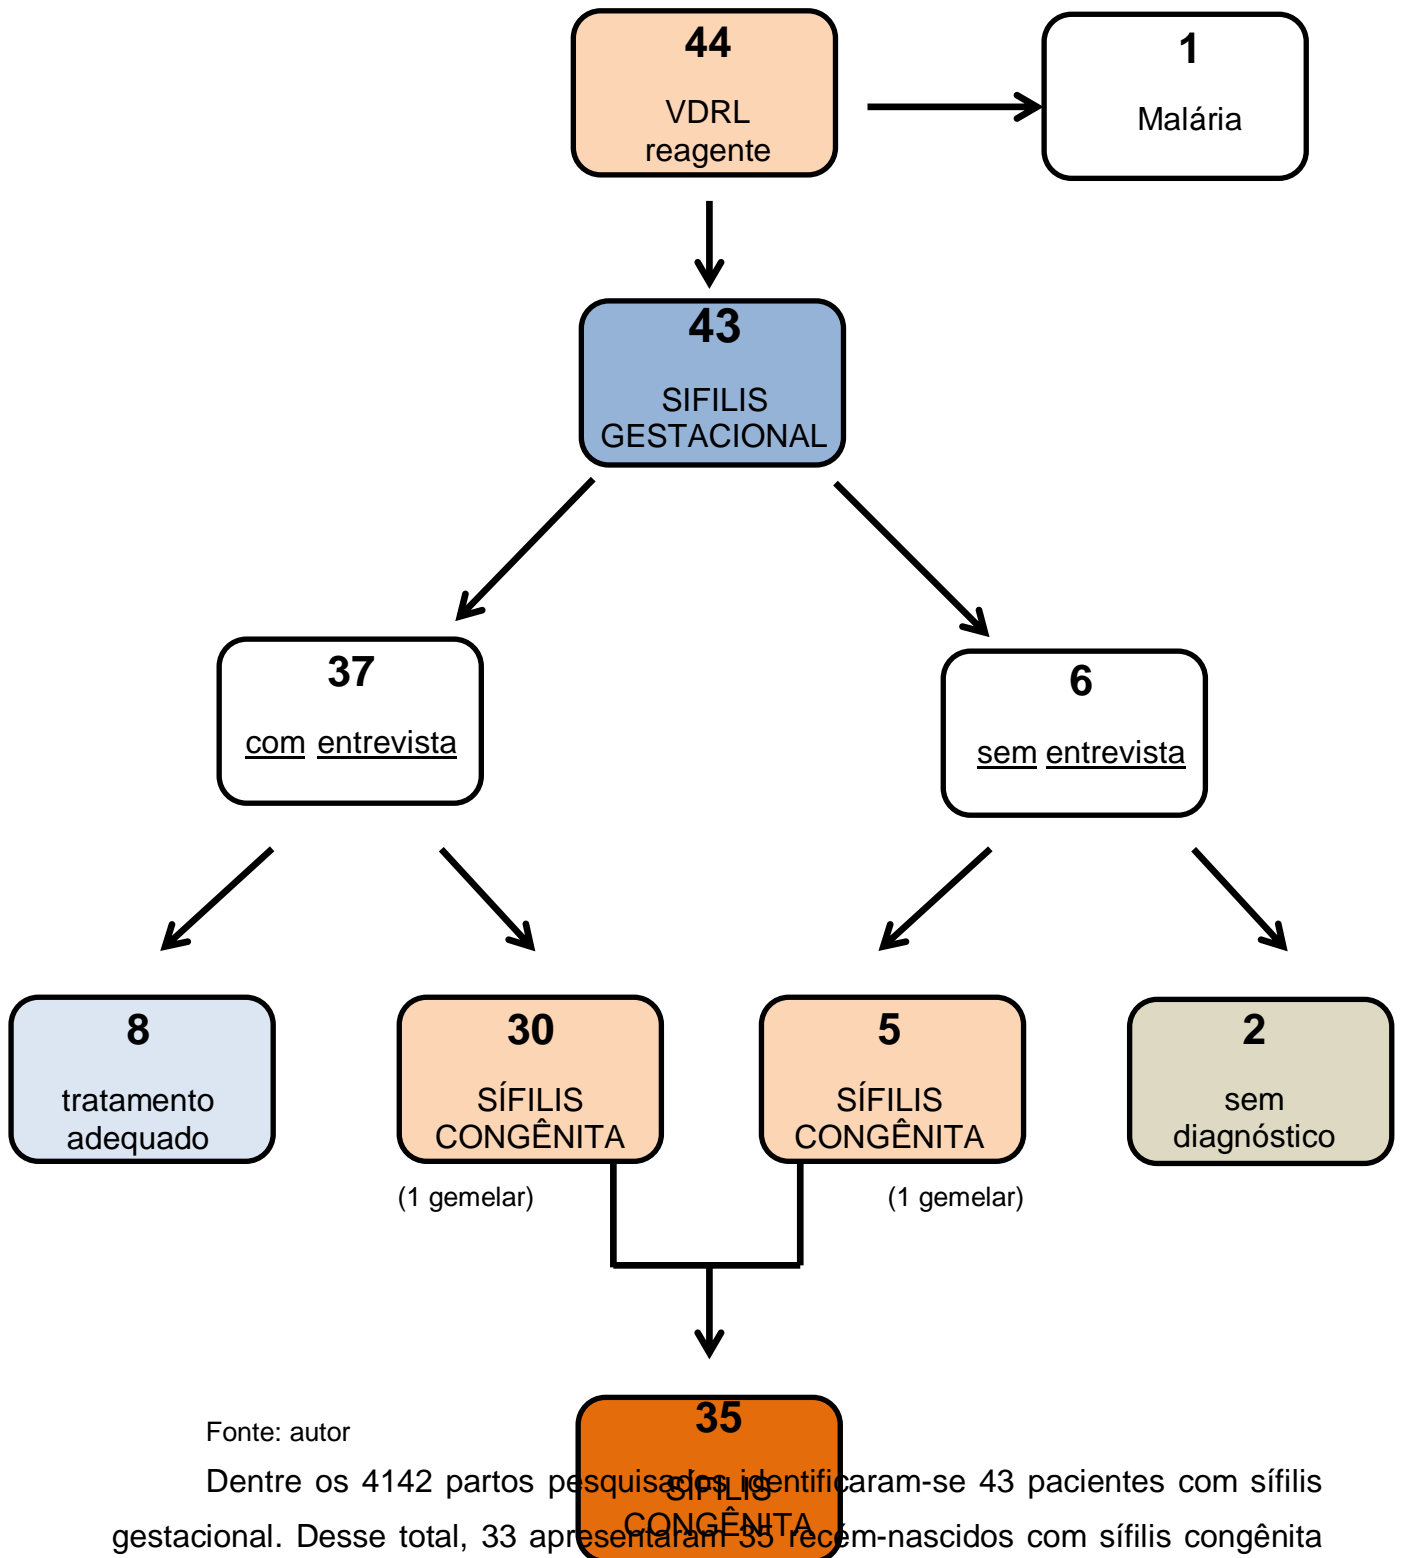 44
VDRL
reagente
1
Malária
43
SIFILIS
GESTACIONAL
37
com entrevista
6
sem entrevista
8
tratamento
adequado
30
SÍFILIS
CONGÊNITA
(1 gemelar)
5
SÍFILIS
CONGÊNITA
(1 gemelar)
2
sem
diagnóstico
35
SÍFILIS
CONGÊNITA
Fonte: autor
Dentre os 4142 partos pesquisados identificaram-se 43 pacientes com sífilis
gestacional. Desse total, 33 apresentaram 35 recém-nascidos com sífilis congênita